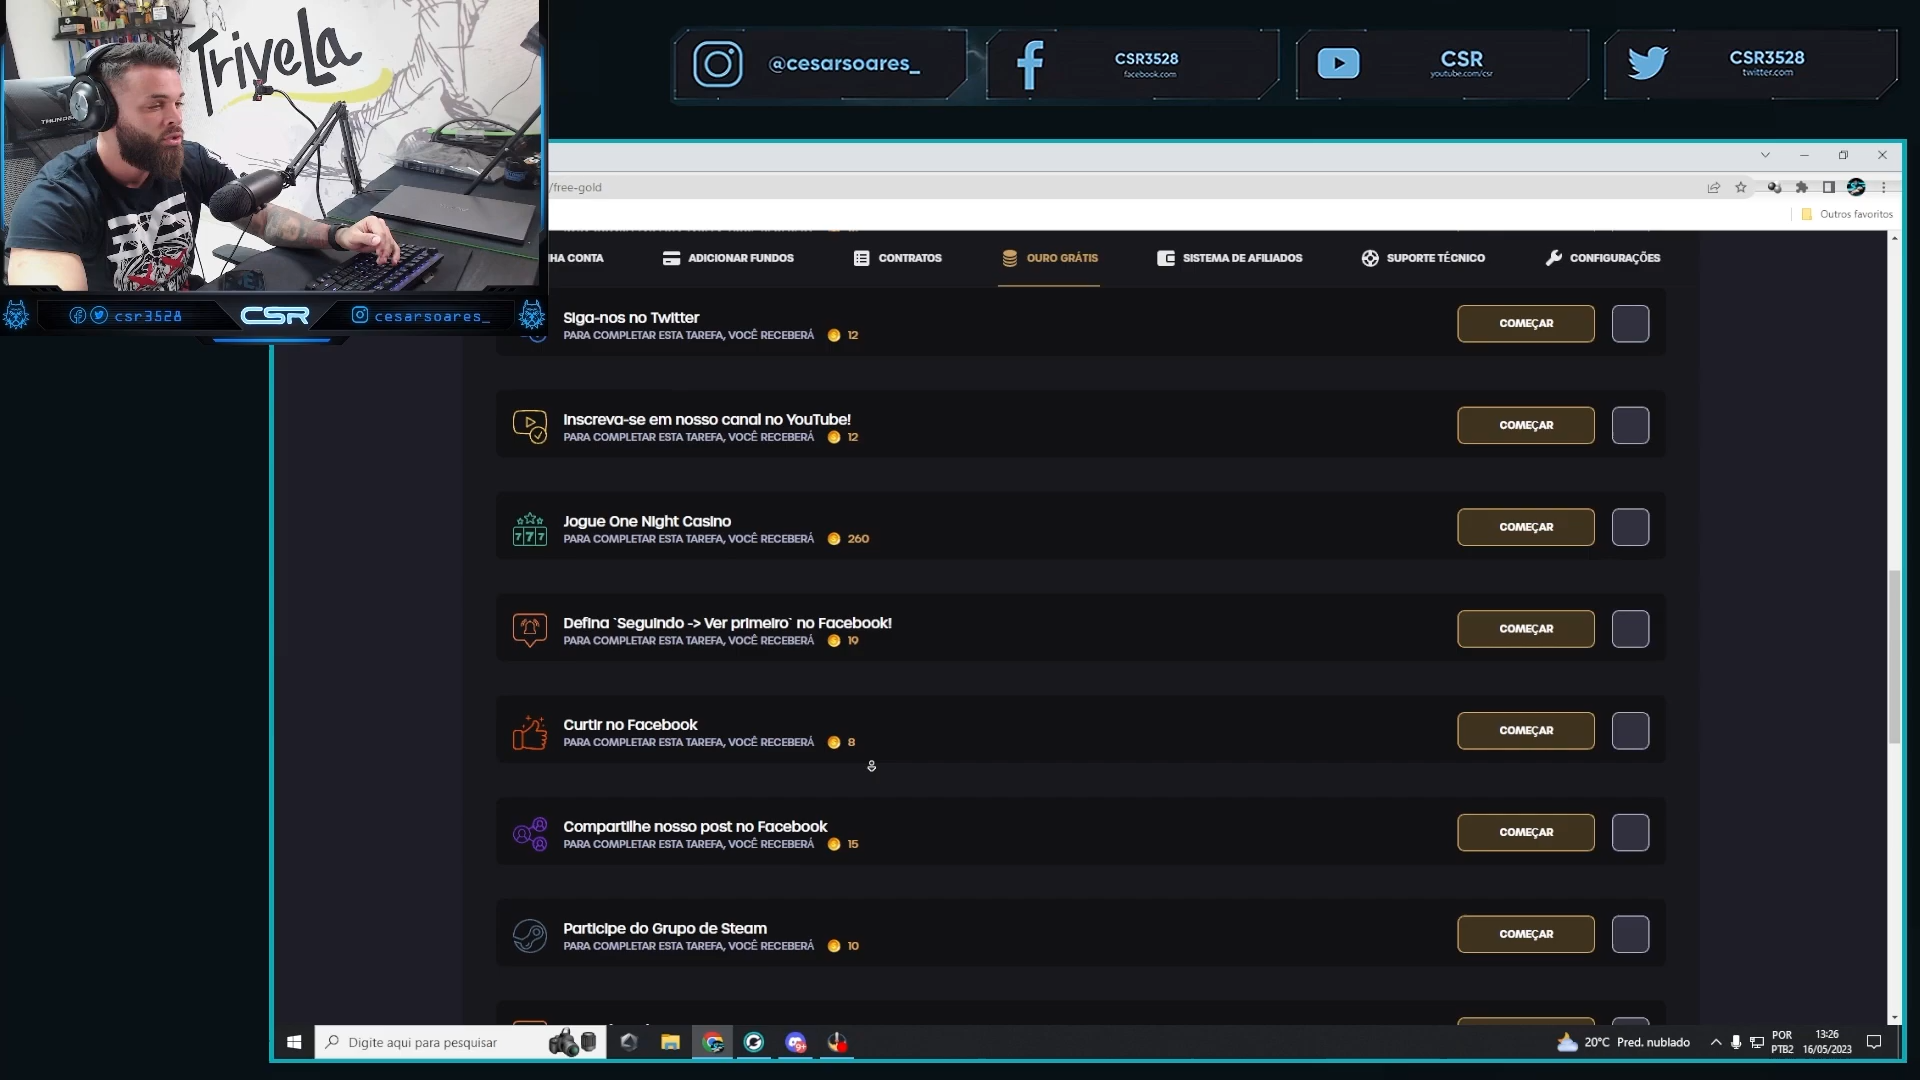 TriveLa
THUND
csr3528
CSR
cesarsoares_
@cesarsoares_
CSR3528
facebook.com
CSR
youtube.com/csr
CSR3528
twitter.com
/free-gold
Outros favoritos
HA CONTA
ADICIONAR FUNDOS
CONTRATOS
OURO GRÁTIS
SISTEMA DE AFILIADOS
SUPORTE TÉCNICO
CONFIGURAÇÕES
Siga-nos no Twitter
PARA COMPLETAR ESTA TAREFA, VOCÊ RECEBERÁ 12
COMEÇAR
Inscreva-se em nosso canal no YouTube!
PARA COMPLETAR ESTA TAREFA, VOCÊ RECEBERÁ 12
COMEÇAR
777
Jogue One Night Casino
PARA COMPLETAR ESTA TAREFA, VOCÊ RECEBERÁ 260
COMEÇAR
Defina `Seguindo -> Ver primeiro` no Facebook!
PARA COMPLETAR ESTA TAREFA, VOCÊ RECEBERÁ 19
COMEÇAR
Curtir no Facebook
PARA COMPLETAR ESTA TAREFA, VOCÊ RECEBERÁ 8
COMEÇAR
Compartilhe nosso post no Facebook
PARA COMPLETAR ESTA TAREFA, VOCÊ RECEBERÁ 15
COMEÇAR
Participe do Grupo de Steam
PARA COMPLETAR ESTA TAREFA, VOCÊ RECEBERÁ 10
COMEÇAR
Digite aqui para pesquisar
9+
20°C Pred. nublado
POR
PTB2
13:26
16/05/2023